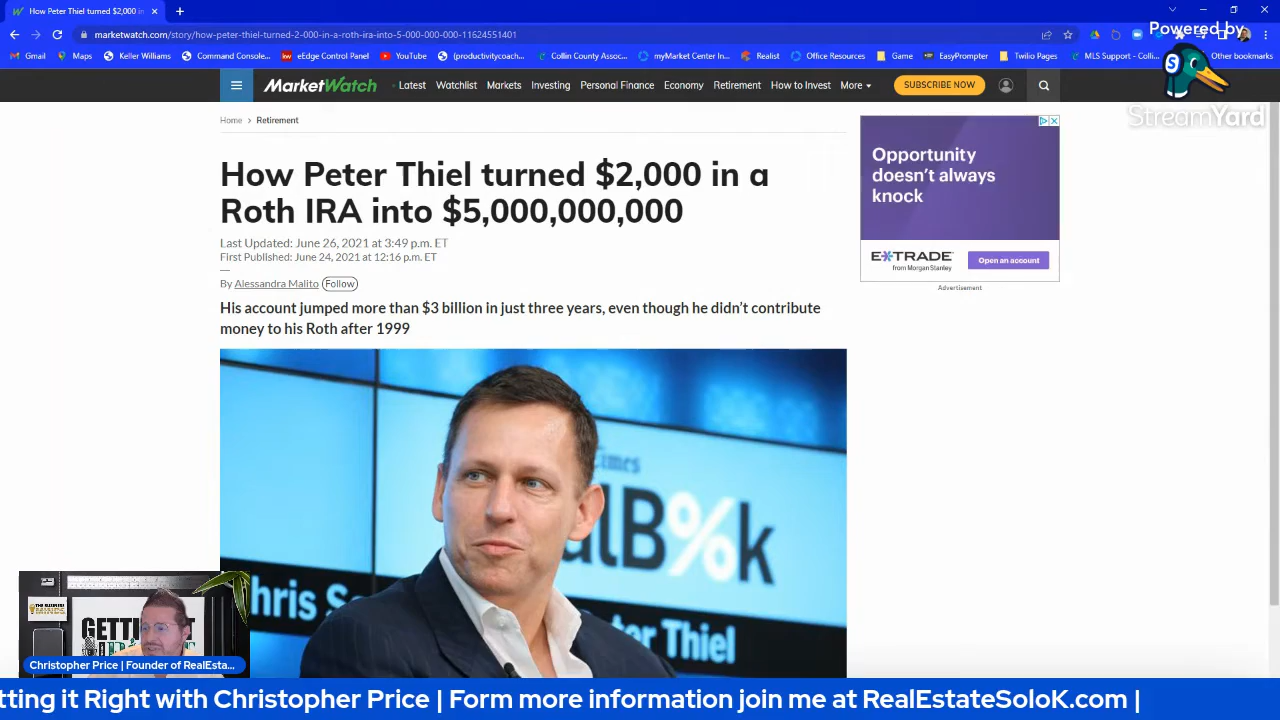 How Peter Thiel turned $2,000 in
marketwatch.com/story/how-peter-thiel-turned-2-000-in-a-roth-ira-into-5-000-000-000-11624551401
Powered by
Gmail Maps Keller Williams Command Console... eEdge Control Panel YouTube (productivitycoach... Collin County Assoc... myMarket Center In... Realist Office Resources Game EasyPrompter Twilio Pages MLS Support - Colli... Other bookmarks
S
StreamYard
MarketWatch Latest Watchlist Markets Investing Personal Finance Economy Retirement How to Invest More SUBSCRIBE NOW
Home > Retirement
How Peter Thiel turned $2,000 in a
Roth IRA into $5,000,000,000
Last Updated: June 26, 2021 at 3:49 p.m. ET
First Published: June 24, 2021 at 12:16 p.m. ET
By Alessandra Malito Follow
His account jumped more than $3 billion in just three years, even though he didn't contribute
money to his Roth after 1999
Opportunity
doesn't always
knock
E*TRADE
from Morgan Stanley
Open an account
Advertisement
Times
alB%k
hris S
ter Thiel
GETTI
Christopher Price | Founder of RealEsta...
tting it Right with Christopher Price | Form more information join me at RealEstateSoloK.com |